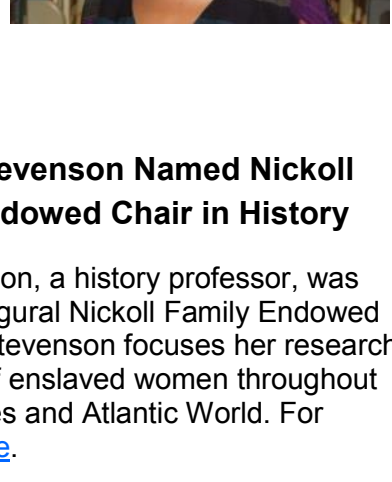 evenson Named Nickoll
dowed Chair in History
on, a history professor, was
gural Nickoll Family Endowed
tevenson focuses her research
f enslaved women throughout
es and Atlantic World. For
e.